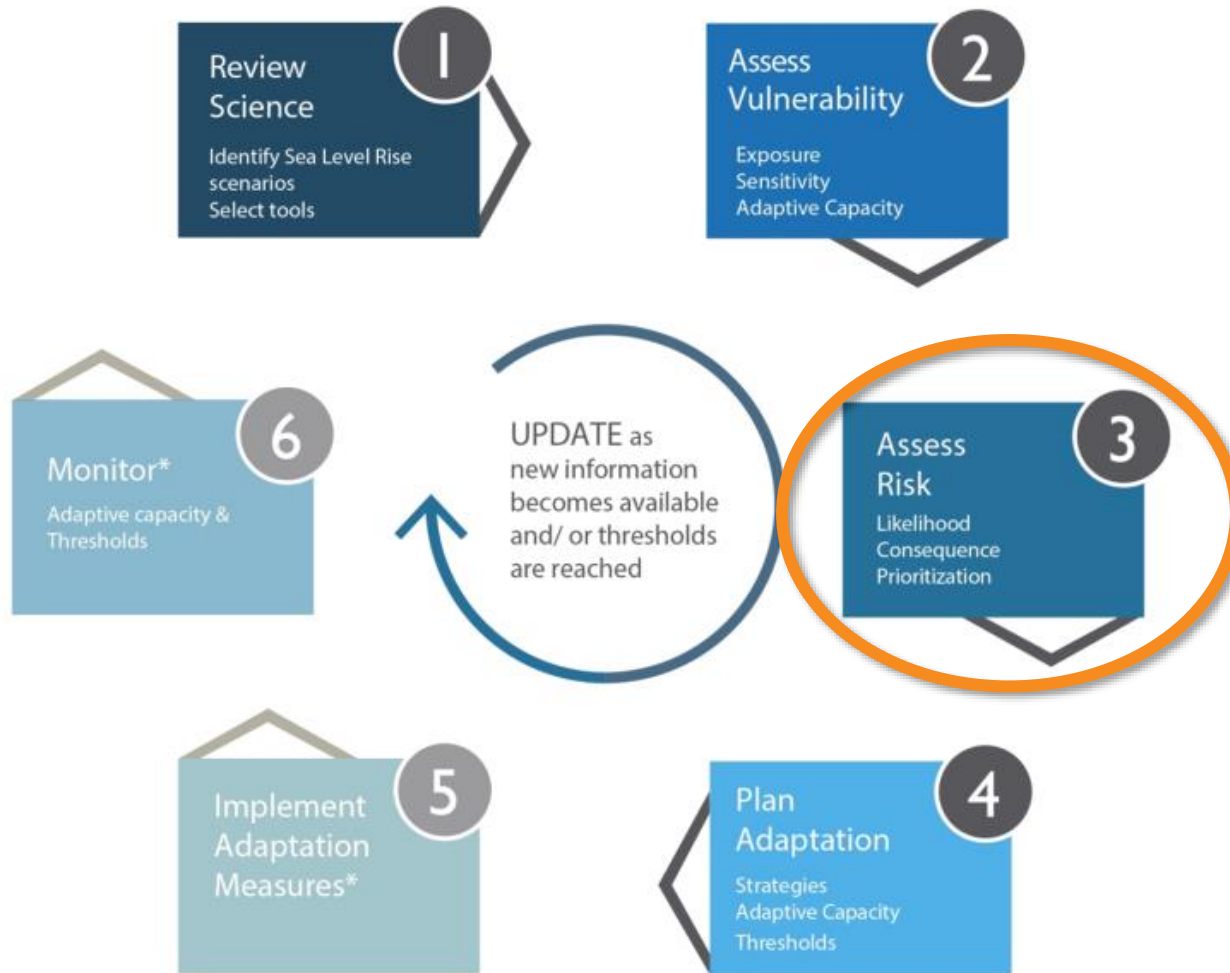 1
Review
Science
Identify Sea Level Rise
scenarios
Select tools
2
Assess
Vulnerability
Exposure
Sensitivity
Adaptive Capacity
3
Assess
Risk
Likelihood
Consequence
Prioritization
4
Plan
Adaptation
Strategies
Adaptive Capacity
Thresholds
5
Implement
Adaptation
Measures*
6
Monitor*
Adaptive capacity &
Thresholds
UPDATE as
new information
becomes available
and/ or thresholds
are reached